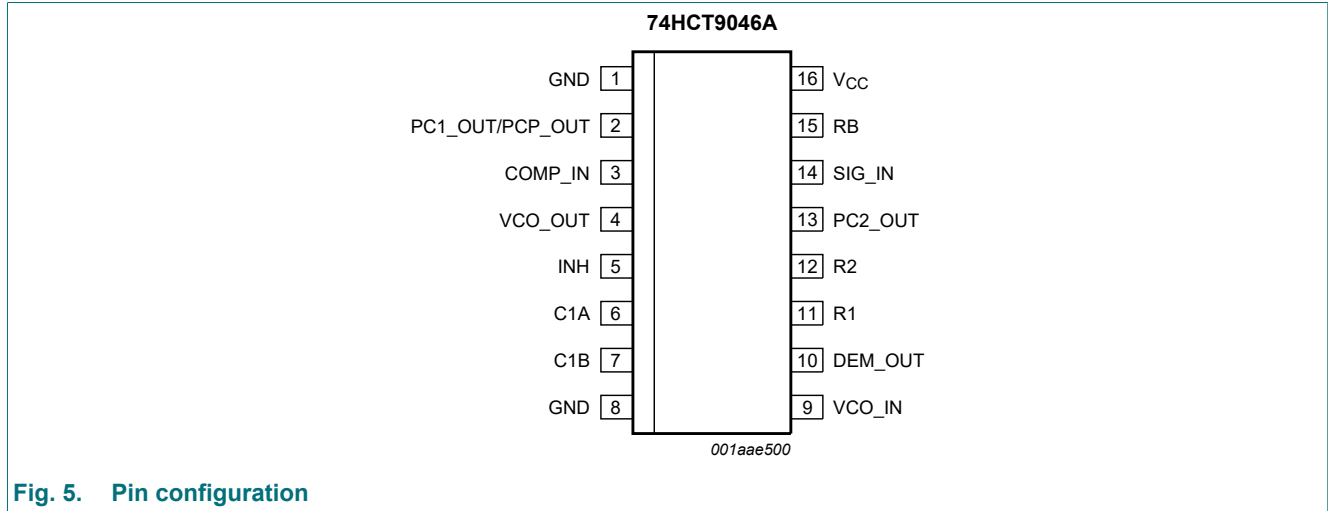 74HCT9046A
GND 1 16 VCC
PC1_OUT/PCP_OUT 2 15 RB
COMP_IN 3 14 SIG_IN
VCO_OUT 4 13 PC2_OUT
INH 5 12 R2
C1A 6 11 R1
C1B 7 10 DEM_OUT
GND 8 9 VCO_IN
001aae500
Fig. 5. Pin configuration